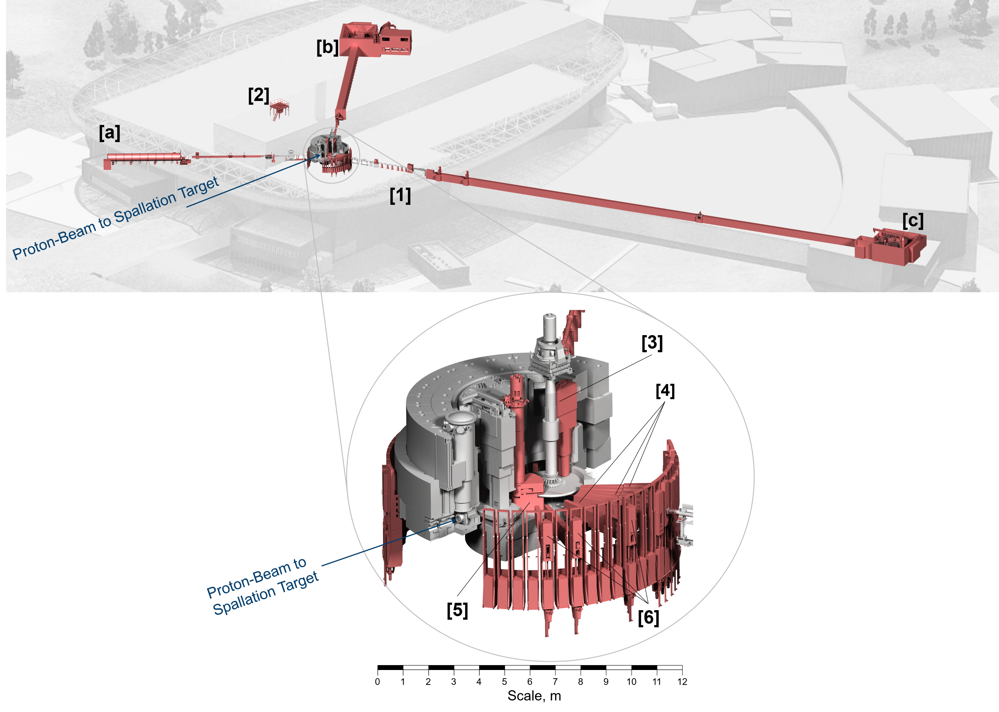 [b]
[2]
[a]
Proton-Beam to Spallation Target
[1]
[c]
[3]
[4]
Proton-Beam to
Spallation Target
[5]
[6]
0 1 2 3 4 5 6 7 8 9 10 11 12
Scale, m